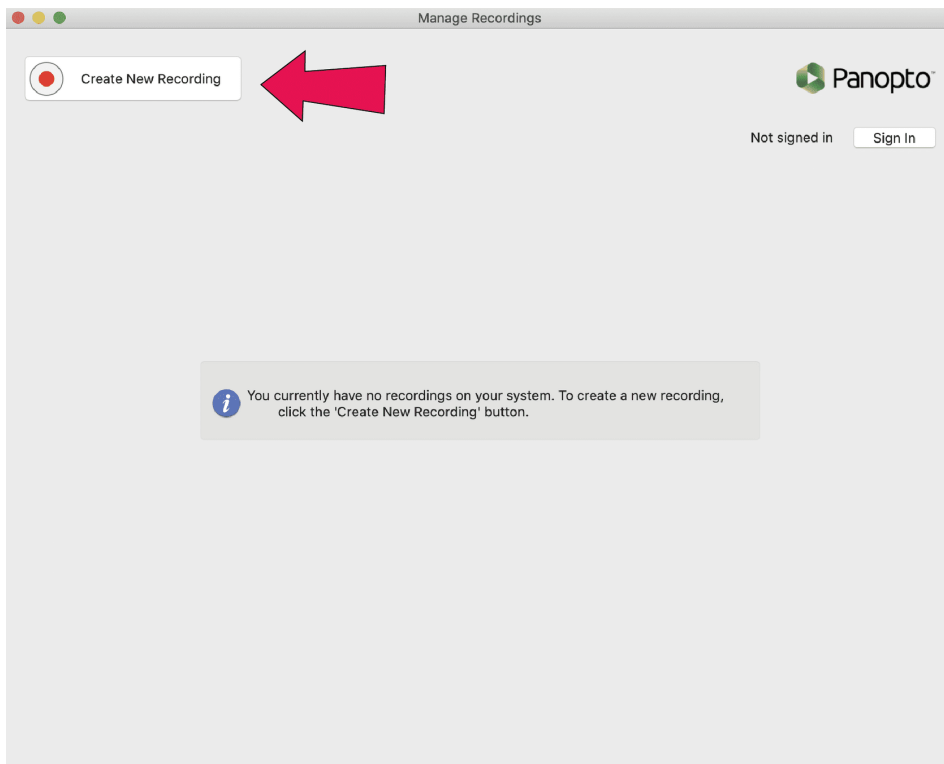 Manage Recordings
Create New Recording
Panopto™
Not signed in
Sign In
You currently have no recordings on your system. To create a new recording,
click the 'Create New Recording' button.